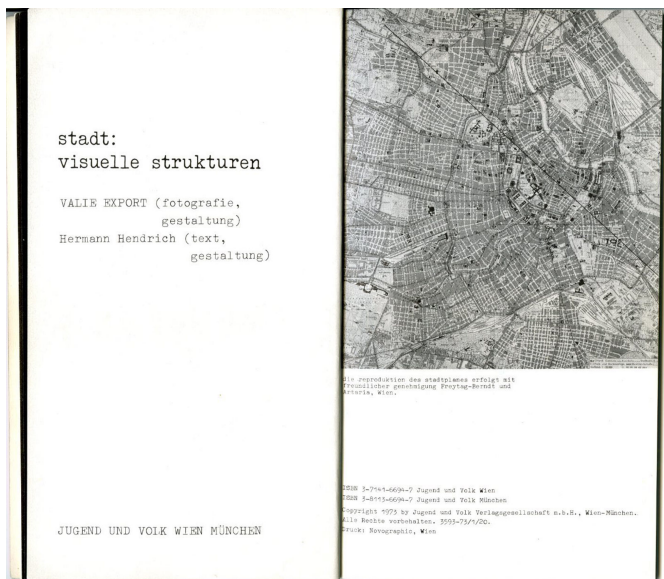 stadt:
visuelle strukturen
VALIE EXPORT (fotografie,
gestaltung)
Hermann Hendrich (text,
gestaltung)
JUGEND UND VOLK WIEN MÜNCHEN
die reproduktion des stadtplanes erfolgt mit
freundlicher genehmigung Freytag-Berndt und
Artaria, Wien.
ISBN 3-7141-6694-7 Jugend und Volk Wien
ISBN 3-8113-6694-7 Jugend und Volk München
Copyright 1973 by Jugend und Volk Verlagsgesellschaft m.b.H., Wien-München.
Alle Rechte vorbehalten. 3593-73/1/20.
Druck: Novographic, Wien